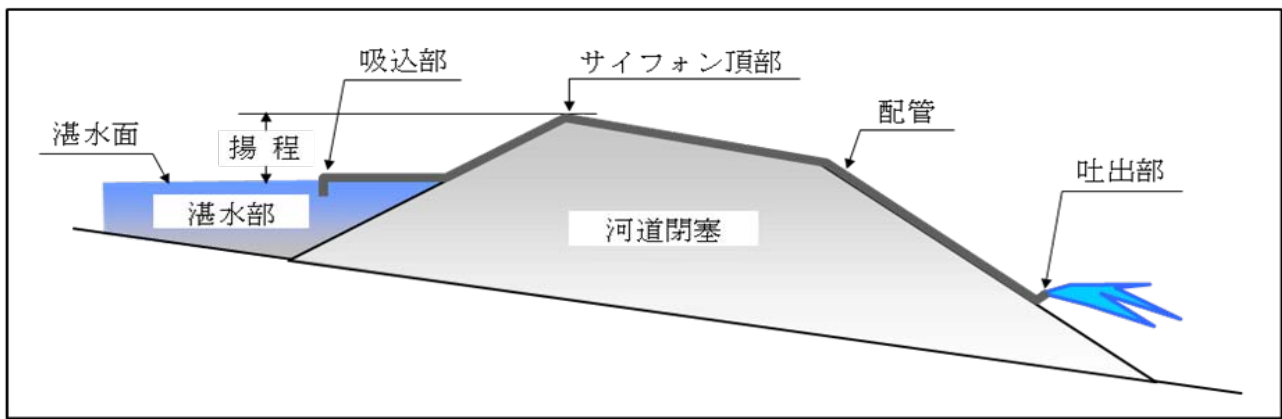 吸込部
サイフォン頂部
配管
湛水面
揚程
吐出部
湛水部
河道閉塞